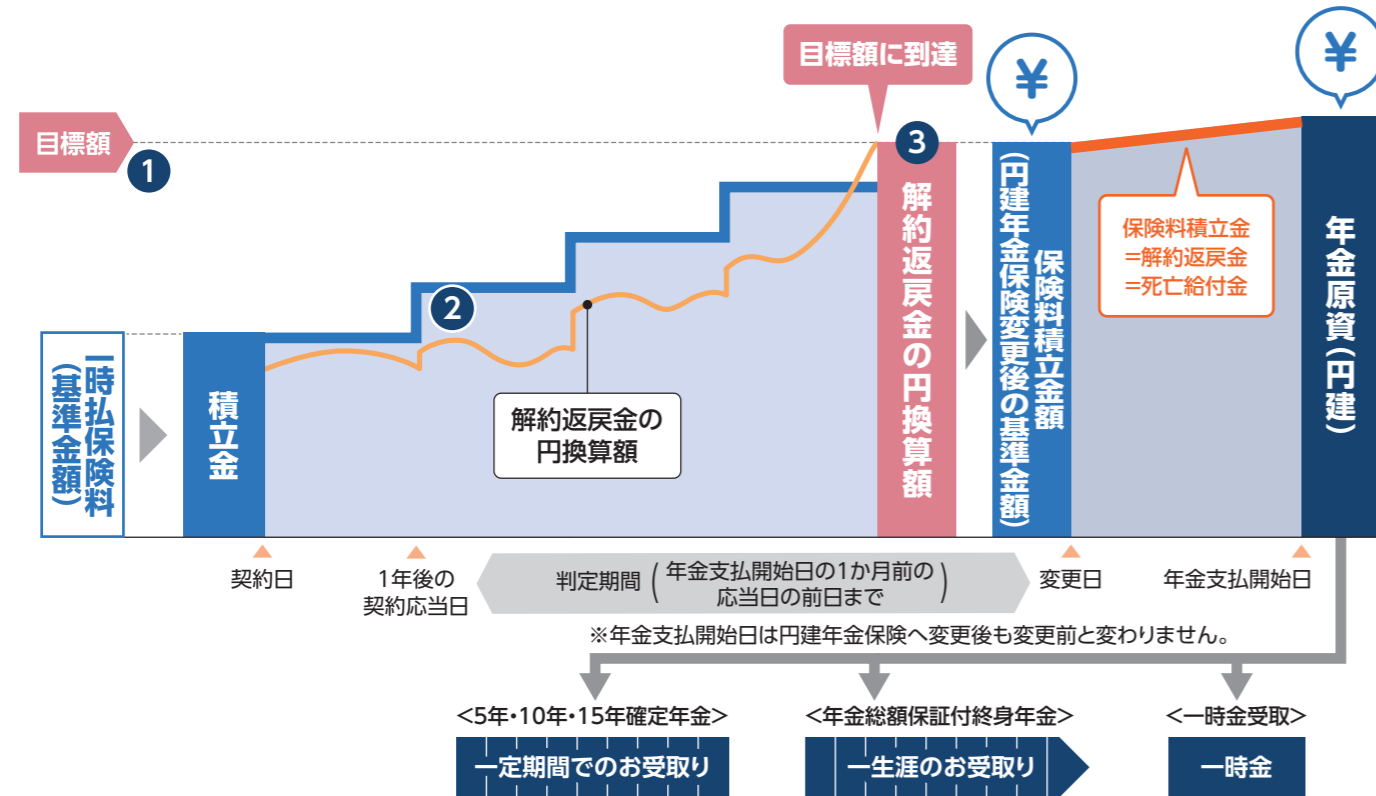 目標額に到達
¥
¥
目標額
1
3
2
一時払保険料
(基準金額)
積立金
解約返戻金の
円換算額
解約返戻金の円換算額
保険料積立金額
(円建年金保険変更後の基準金額)
保険料積立金
=解約返戻金
=死亡給付金
年金原資(円建)
契約日
1年後の
契約応当日
判定期間(年金支払開始日の1か月前の
応当日の前日まで)
変更日
年金支払開始日
※年金支払開始日は円建年金保険へ変更後も変更前と変わりません。
<5年・10年・15年確定年金>
<年金総額保証付終身年金>
<一時金受取>
一定期間でのお受取り
一生涯のお受取り
一時金